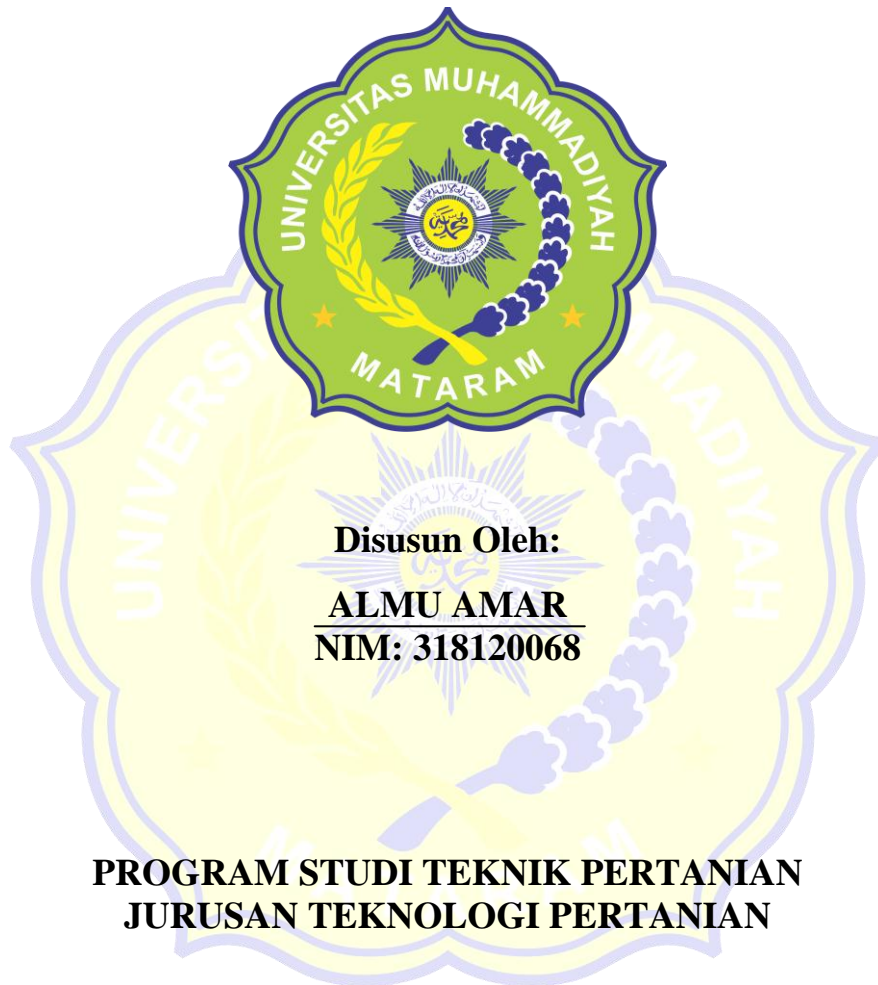 UNIVERSITAS MUHAMMADIYAH
MATARAM
Disusun Oleh:
ALMU AMAR
NIM: 318120068
PROGRAM STUDI TEKNIK PERTANIAN
JURUSAN TEKNOLOGI PERTANIAN